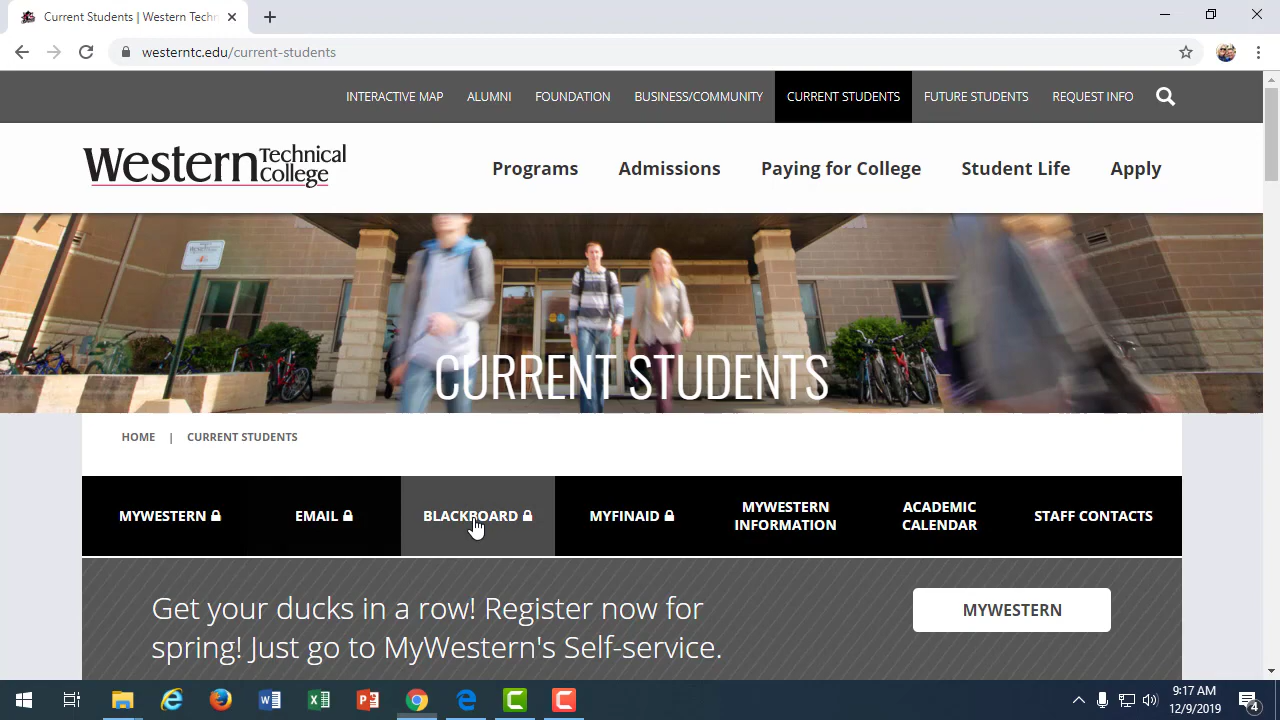 Current Students | Western Techn
westerntc.edu/current-students
INTERACTIVE MAP ALUMNI FOUNDATION BUSINESS/COMMUNITY CURRENT STUDENTS FUTURE STUDENTS REQUEST INFO
Western Technical College
Programs Admissions Paying for College Student Life Apply
CURRENT STUDENTS
HOME | CURRENT STUDENTS
MYWESTERN EMAIL BLACKBOARD MYFINAID MYWESTERN INFORMATION ACADEMIC CALENDAR STAFF CONTACTS
Get your ducks in a row! Register now for
spring! Just go to MyWestern's Self-service.
MYWESTERN
9:17 AM
12/9/2019
4